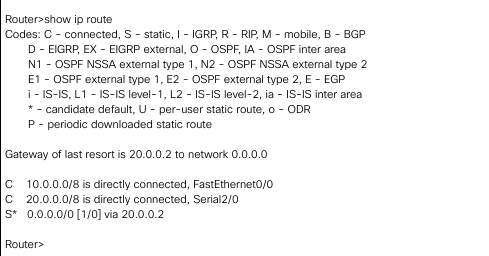 Router>show ip route
Codes: C - connected, S - static, I - IGRP, R - RIP, M - mobile, B - BGP
D - EIGRP, EX - EIGRP external, O - OSPF, IA - OSPF inter area
N1 - OSPF NSSA external type 1, N2 - OSPF NSSA external type 2
E1 - OSPF external type 1, E2 - OSPF external type 2, E - EGP
i - IS-IS, L1 - IS-IS level-1, L2 - IS-IS level-2, ia - IS-IS inter area
* - candidate default, U - per-user static route, o - ODR
P - periodic downloaded static route
Gateway of last resort is 20.0.0.2 to network 0.0.0.0
C 10.0.0.0/8 is directly connected, FastEthernet0/0
C 20.0.0.0/8 is directly connected, Serial2/0
S* 0.0.0.0/0 [1/0] via 20.0.0.2
Router>